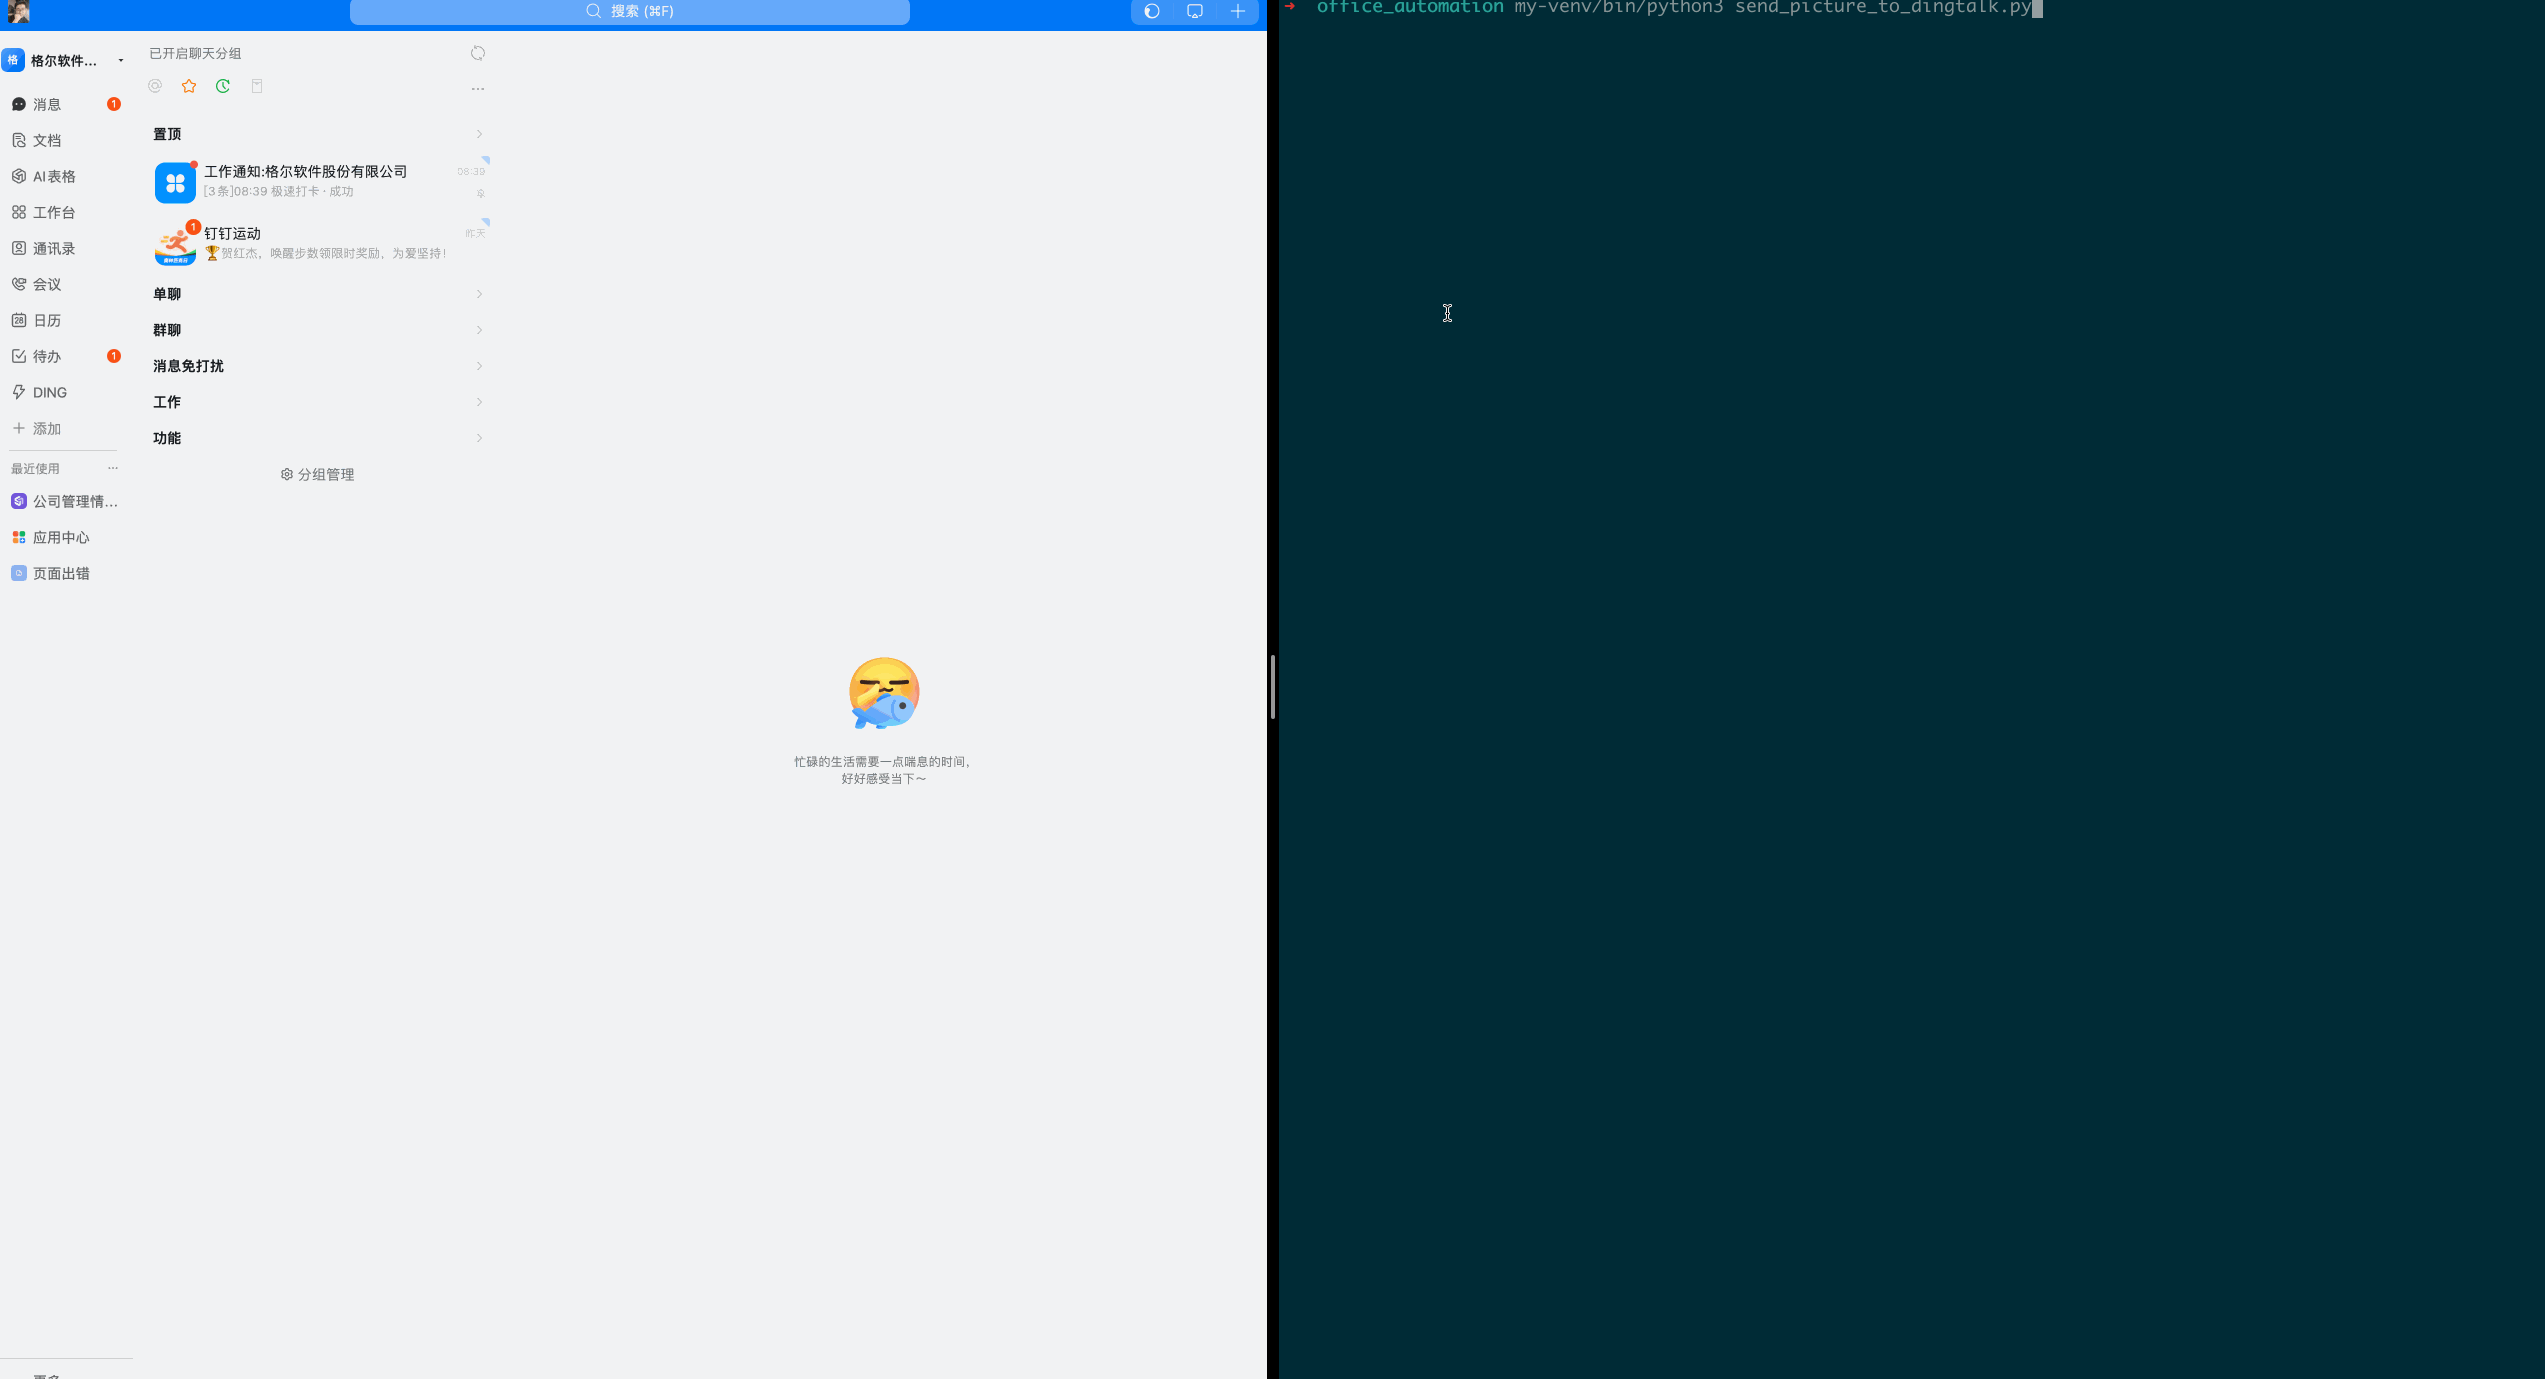 搜索 (⌘F)
格 格尔软件...
消息 1
文档
AI表格
工作台
通讯录
会议
28 日历
待办 1
DING
添加
最近使用 ...
公司管理情...
应用中心
页面出错
更多
已开启聊天分组
...
置顶
工作通知:格尔软件股份有限公司 08:39
[3条]08:39 极速打卡 · 成功
1 钉钉运动 昨天
🏆贺红杰，唤醒步数领限时奖励，为爱坚持！
单聊
群聊
消息免打扰
工作
功能
分组管理
忙碌的生活需要一点喘息的时间，
好好感受当下～
➜ office_automation my-venv/bin/python3 send_picture_to_dingtalk.py